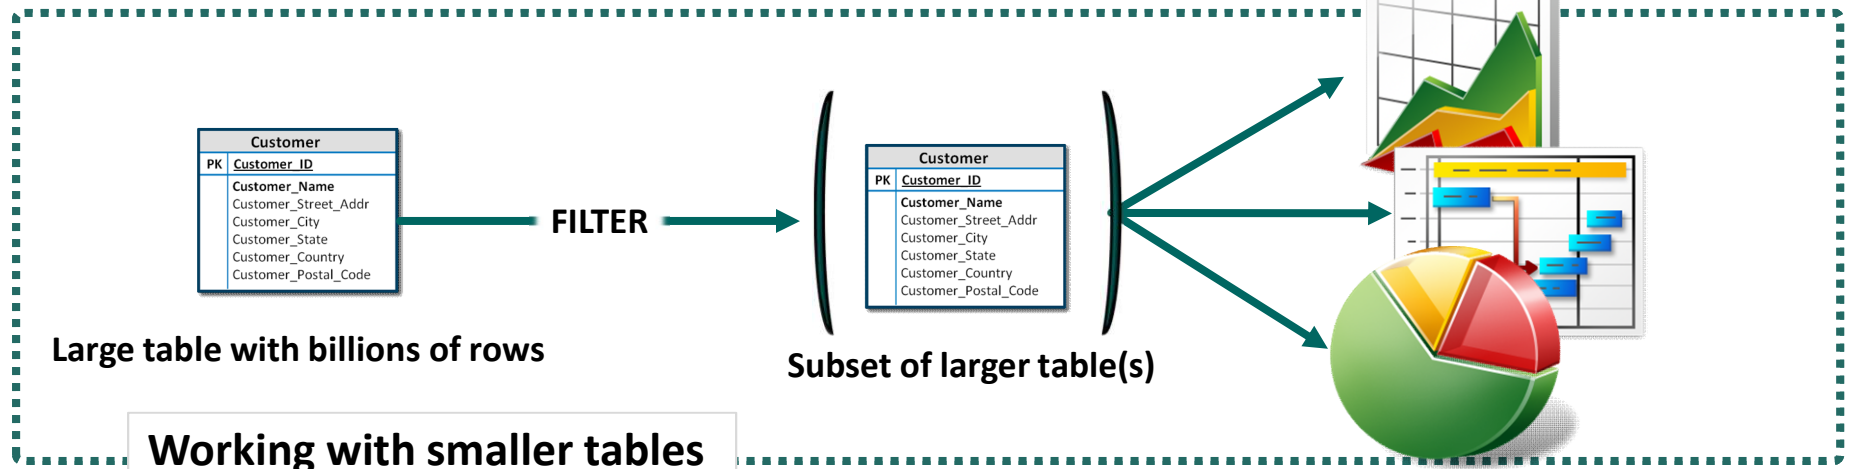 Customer
PK Customer_ID
Customer_Name
Customer_Street_Addr
Customer_City
Customer_State
Customer_Country
Customer_Postal_Code
Large table with billions of rows
FILTER
Customer
PK Customer_ID
Customer_Name
Customer_Street_Addr
Customer_City
Customer_State
Customer_Country
Customer_Postal_Code
Subset of larger table(s)
Working with smaller tables